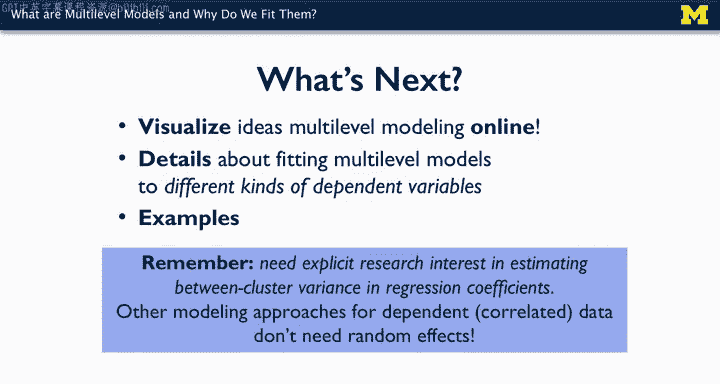 What are Multilevel Models and Why Do We Fit Them?
M
What's Next?
• Visualize ideas multilevel modeling online!
• Details about fitting multilevel models
to different kinds of dependent variables
• Examples
Remember: need explicit research interest in estimating
between-cluster variance in regression coefficients.
Other modeling approaches for dependent (correlated) data
don't need random effects!